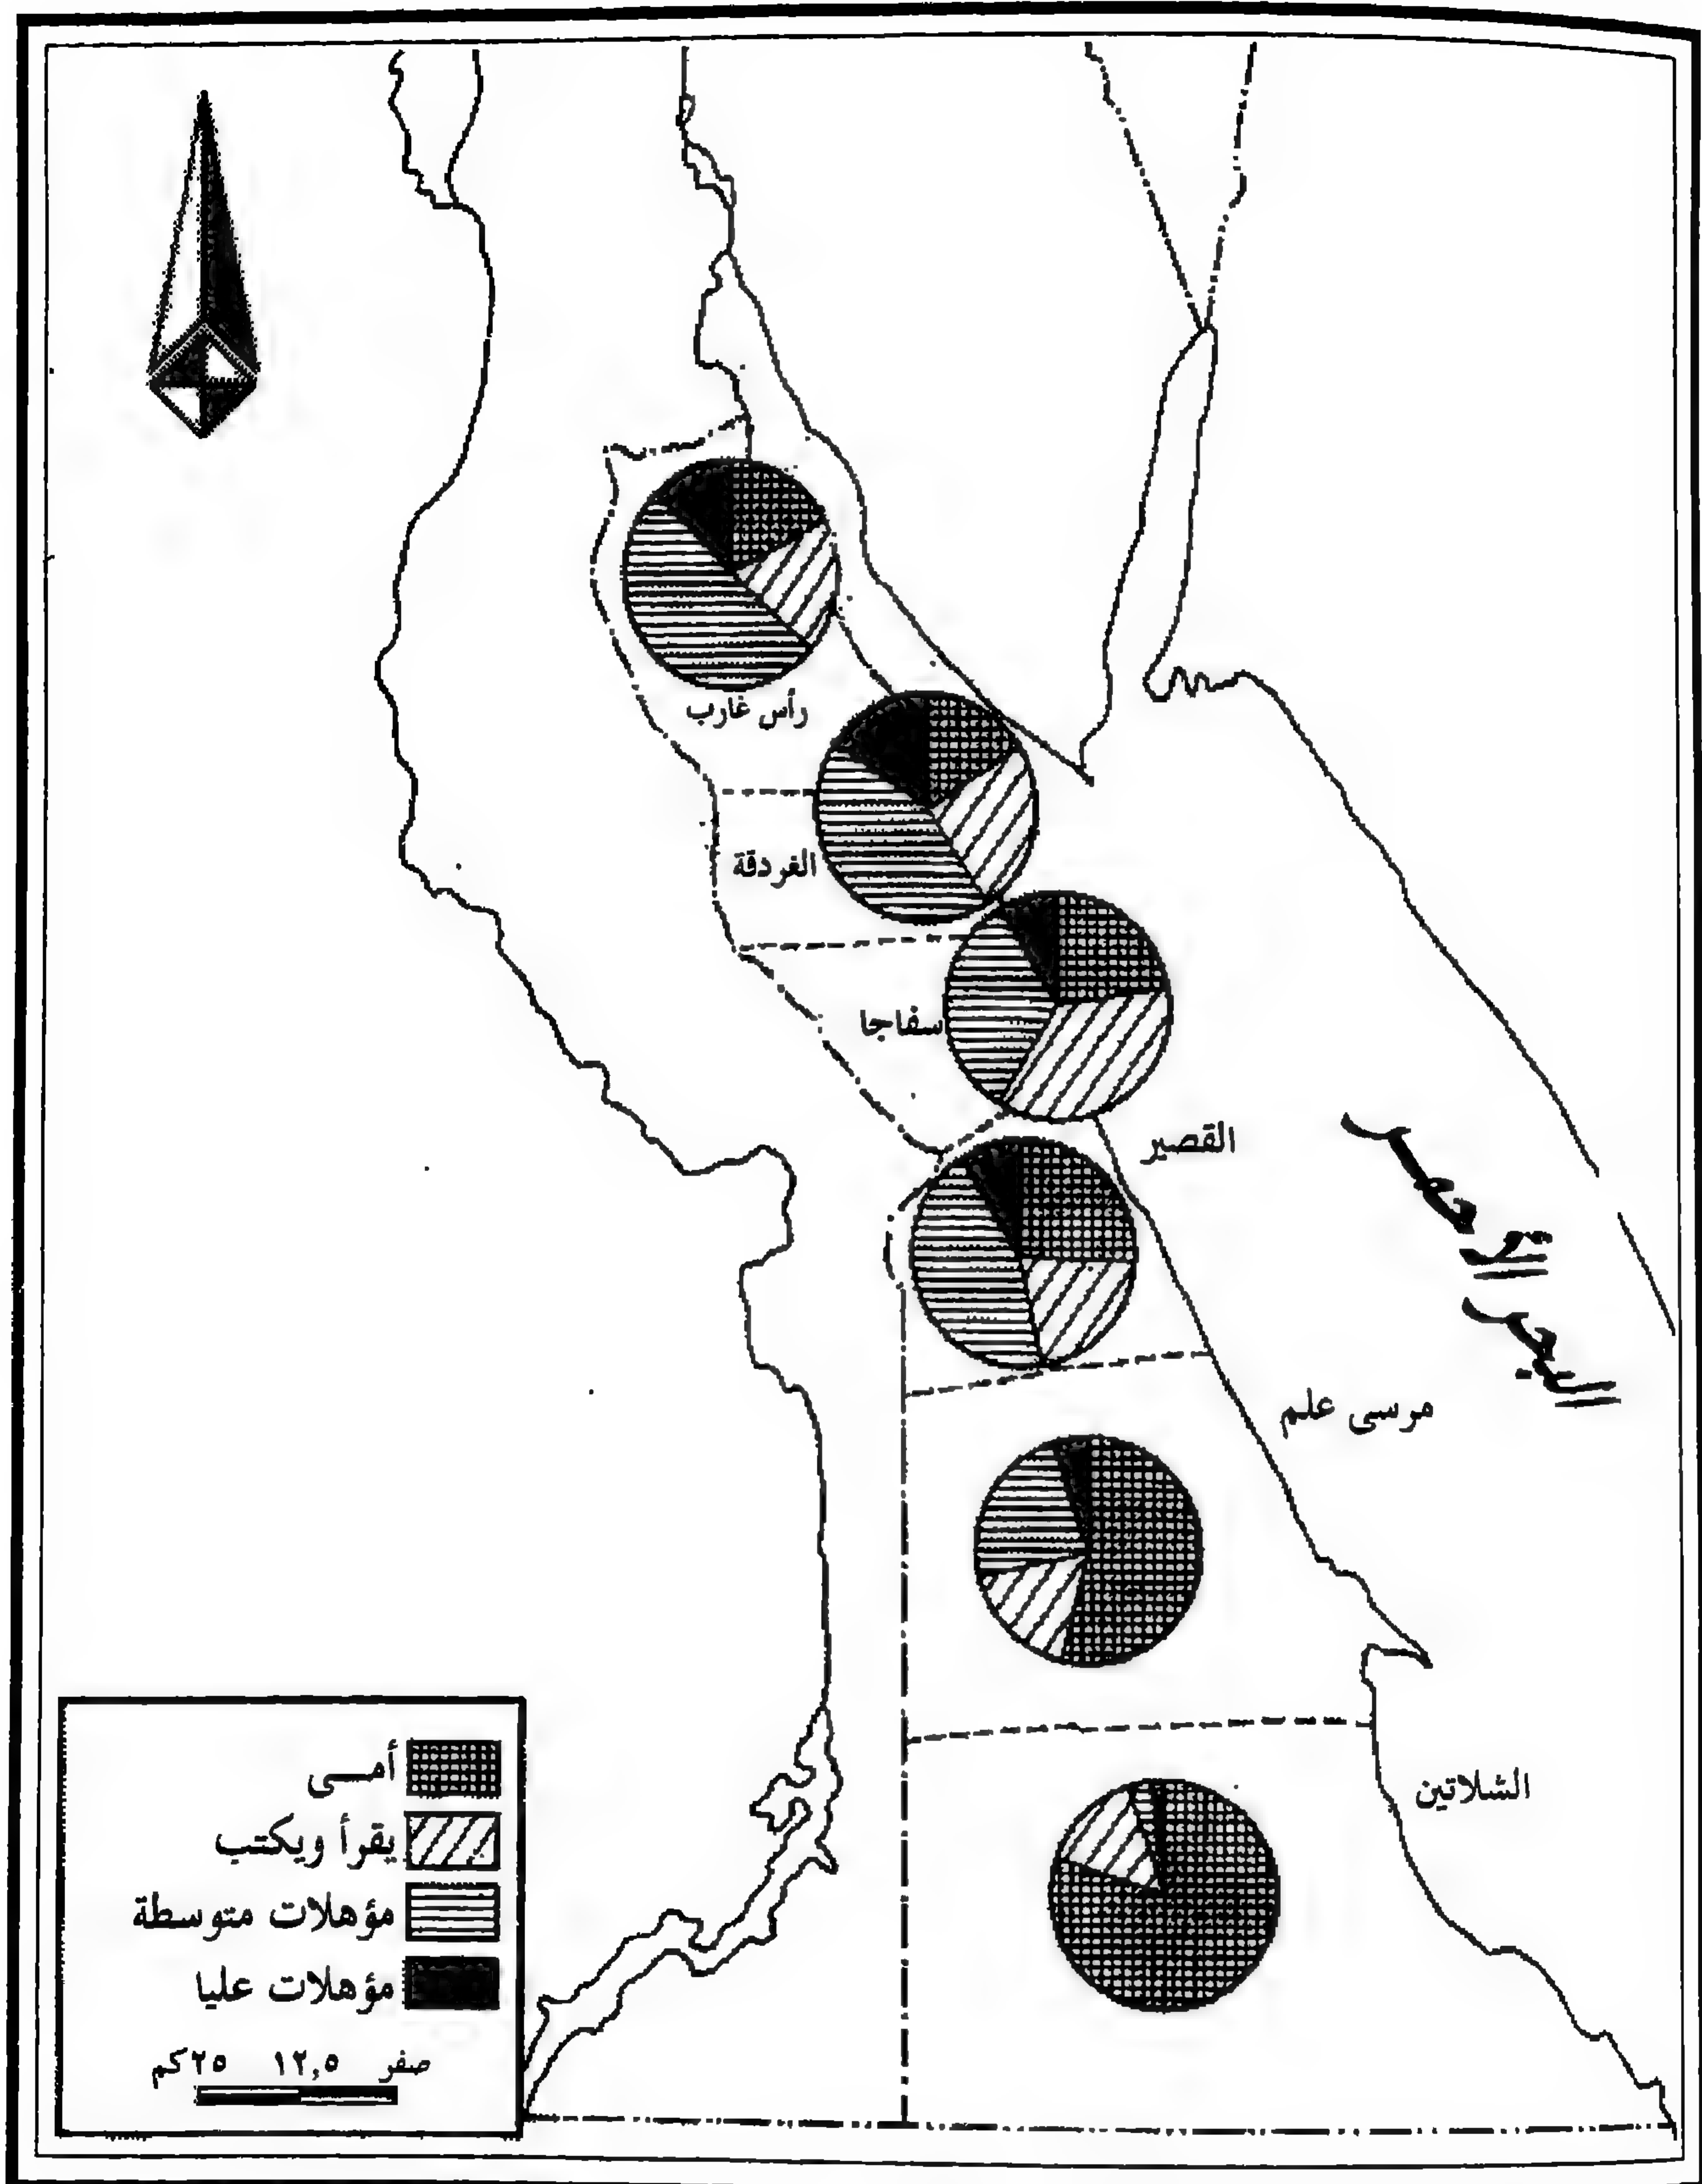 رأس غارب
الغردقة
سفاجا
القصير
البحر الأحمر
مرسى علم
الشلاتين
أمـــى
يقرأ ويكتب
مؤهلات متوسطة
مؤهلات عليا
صفر ١٢,٥ ٢٥كم